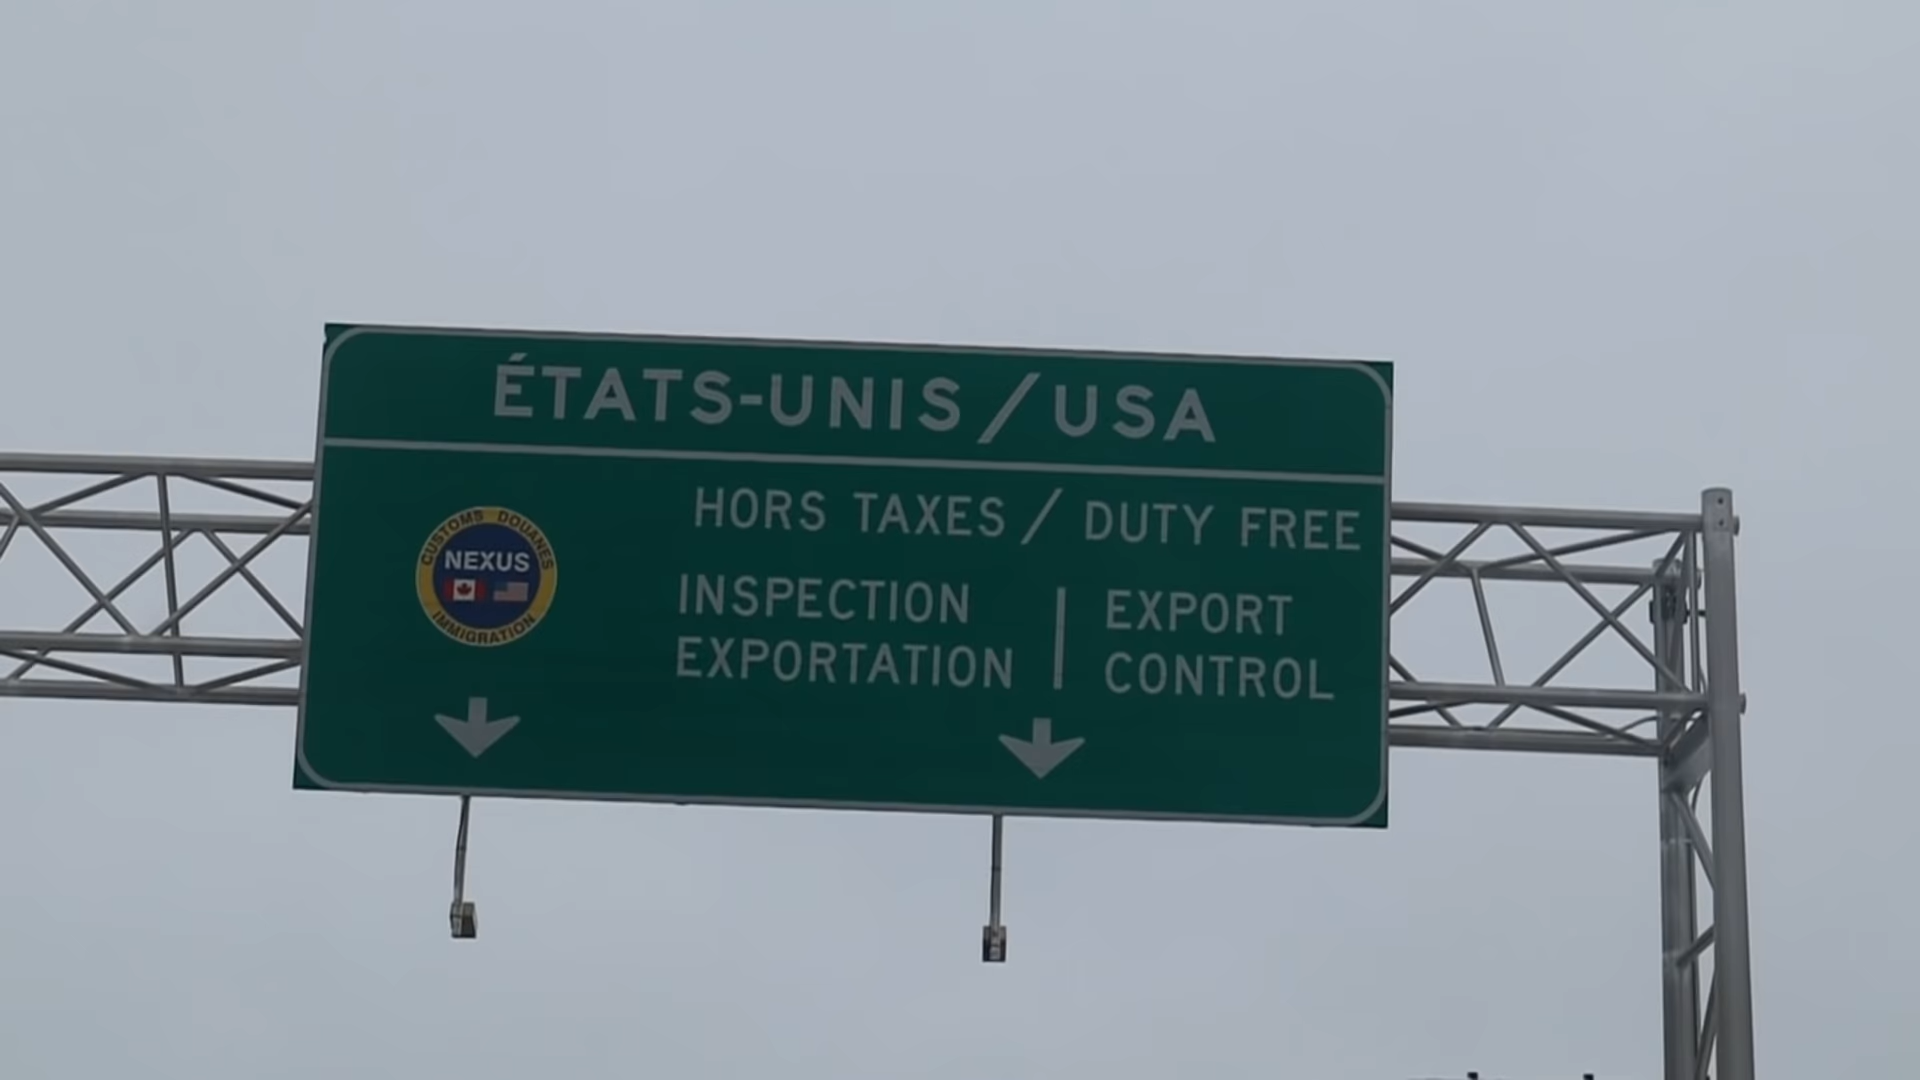 ÉTATS-UNIS / USA
CUSTOMS DOUANES
NEXUS
IMMIGRATION
HORS TAXES / DUTY FREE
INSPECTION
EXPORTATION
EXPORT
CONTROL